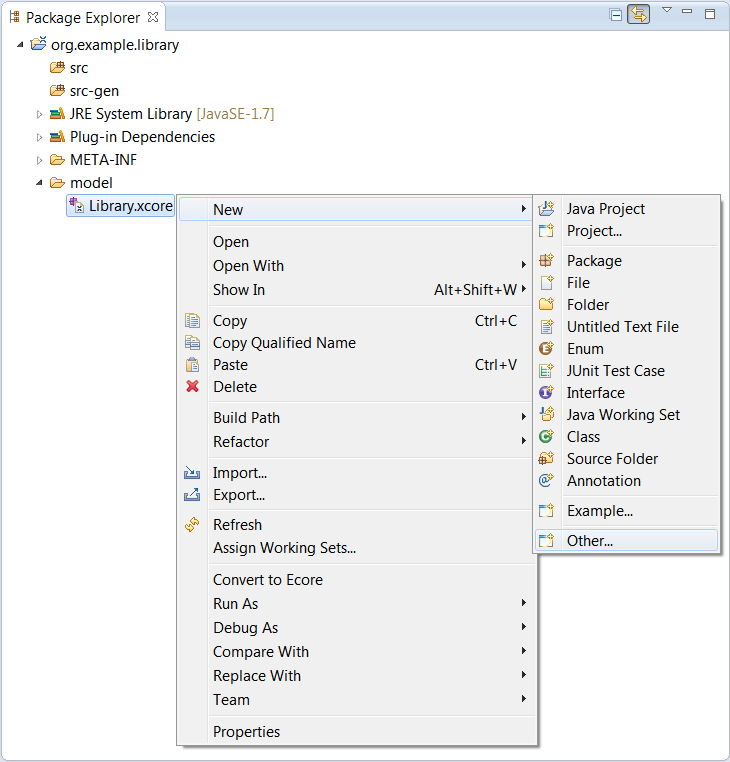 Package Explorer
org.example.library
src
src-gen
JRE System Library [JavaSE-1.7]
Plug-in Dependencies
META-INF
model
Library.xcore
New
Open
Open With
Show In Alt+Shift+W
Copy Ctrl+C
Copy Qualified Name
Paste Ctrl+V
Delete
Build Path
Refactor
Import...
Export...
Refresh
Assign Working Sets...
Convert to Ecore
Run As
Debug As
Compare With
Replace With
Team
Properties
Java Project
Project...
Package
File
Folder
Untitled Text File
Enum
JUnit Test Case
Interface
Java Working Set
Class
Source Folder
Annotation
Example...
Other...